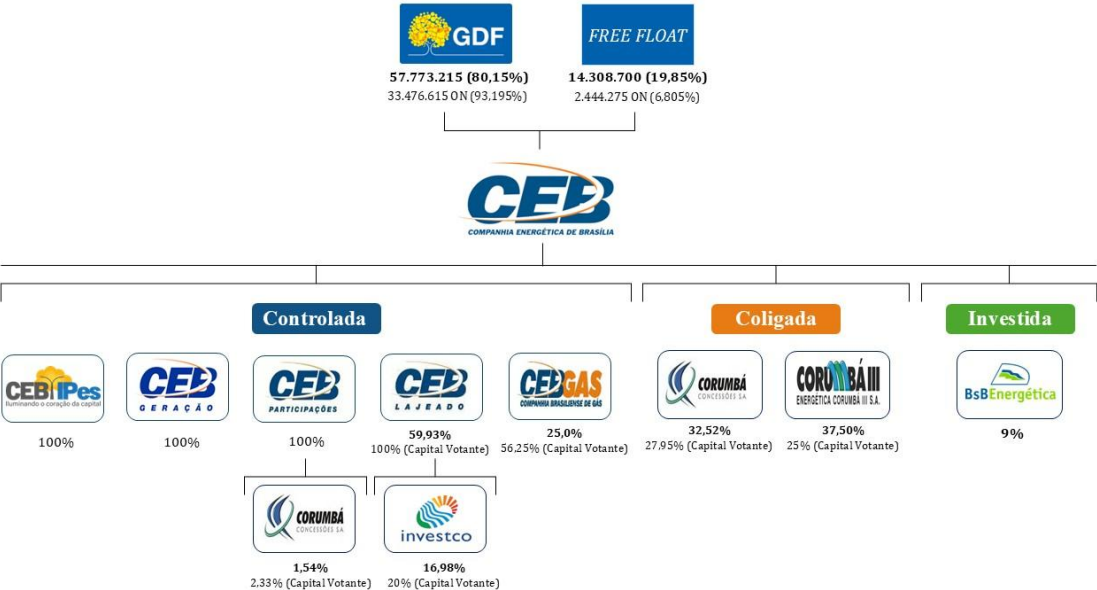 GDF
FREE FLOAT
57.773.215 (80,15%)
14.308.700 (19,85%)
33.476.615 ON (93,195%)
2.444.275 ON (6,805%)
CEB
COMPANHIA ENERGÉTICA DE BRASÍLIA
Controlada
Coligada
Investida
CEB IPes
Iluminando o coração da capital
100%
CEB
GERAÇÃO
100%
CEB
PARTICIPAÇÕES
100%
CEB
LAJEADO
59,93%
100% (Capital Votante)
CEBGAS
COMPANHIA BRASILIENSE DE GÁS
25,0%
56,25% (Capital Votante)
CORUMBÁ
CONCESSÕES S.A.
32,52%
27,95% (Capital Votante)
CORUMBÁ III
ENERGÉTICA CORUMBÁ III S.A.
37,50%
25% (Capital Votante)
BsBEnergética
9%
CORUMBÁ
CONCESSÕES S.A.
1,54%
2,33% (Capital Votante)
investco
16,98%
20% (Capital Votante)